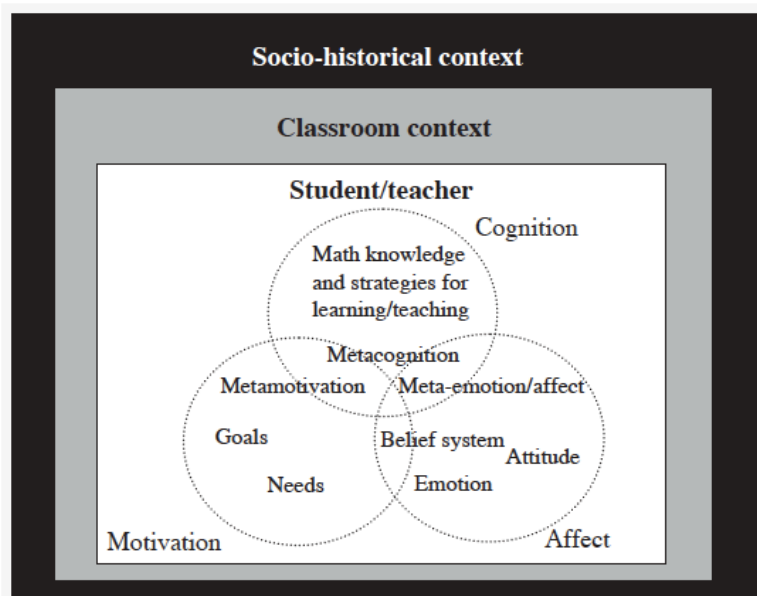 Socio-historical context
Classroom context
Student/teacher
Cognition
Math knowledge
and strategies for
learning/teaching
Metacognition
Metamotivation
Meta-emotion/affect
Goals
Belief system
Attitude
Needs
Emotion
Motivation
Affect